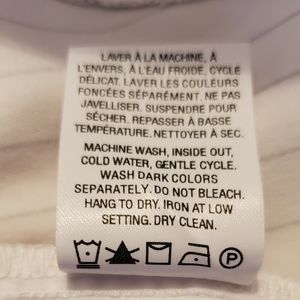 LAVER À LA MACHINE, À
L'ENVERS, À L'EAU FROIDE, CYCLE
DÉLICAT. LAVER LES COULEURS
FONCÉES SÉPARÉMENT. NE PAS
JAVELLISER. SUSPENDRE POUR
SÉCHER. REPASSER À BASSE
TEMPÉRATURE. NETTOYER À SEC.
MACHINE WASH, INSIDE OUT,
COLD WATER, GENTLE CYCLE.
WASH DARK COLORS
SEPARATELY. DO NOT BLEACH.
HANG TO DRY. IRON AT LOW
SETTING. DRY CLEAN.
P